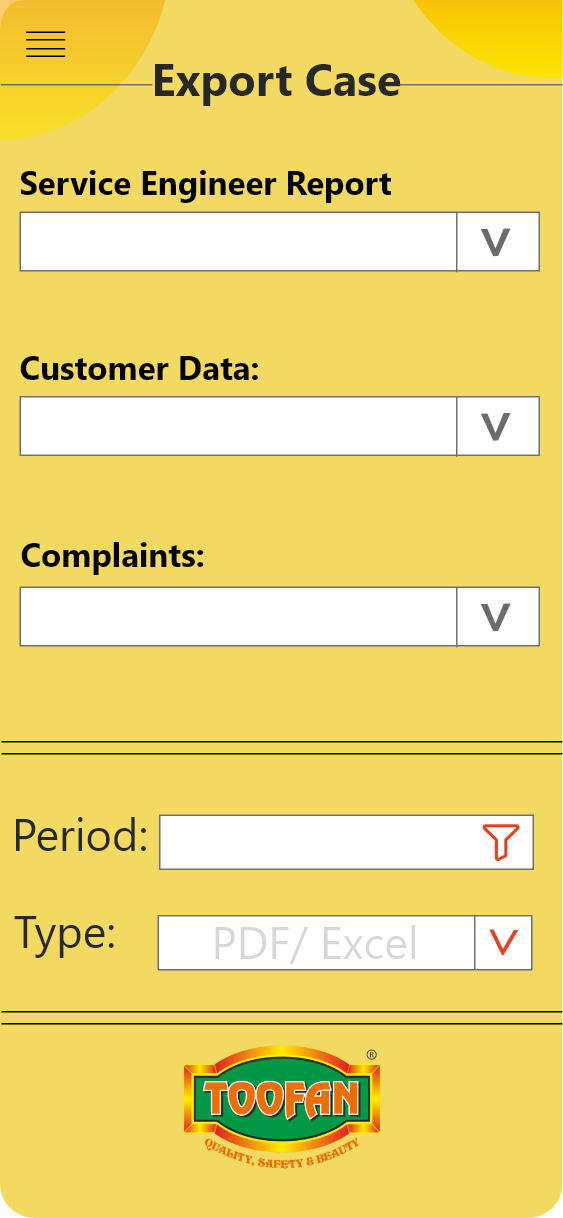 Export Case
Service Engineer Report
V
Customer Data:
V
Complaints:
V
Period:
Type:
PDF/ Excel
V
®
TOOFAN
QUALITY, SAFETY & BEAUTY